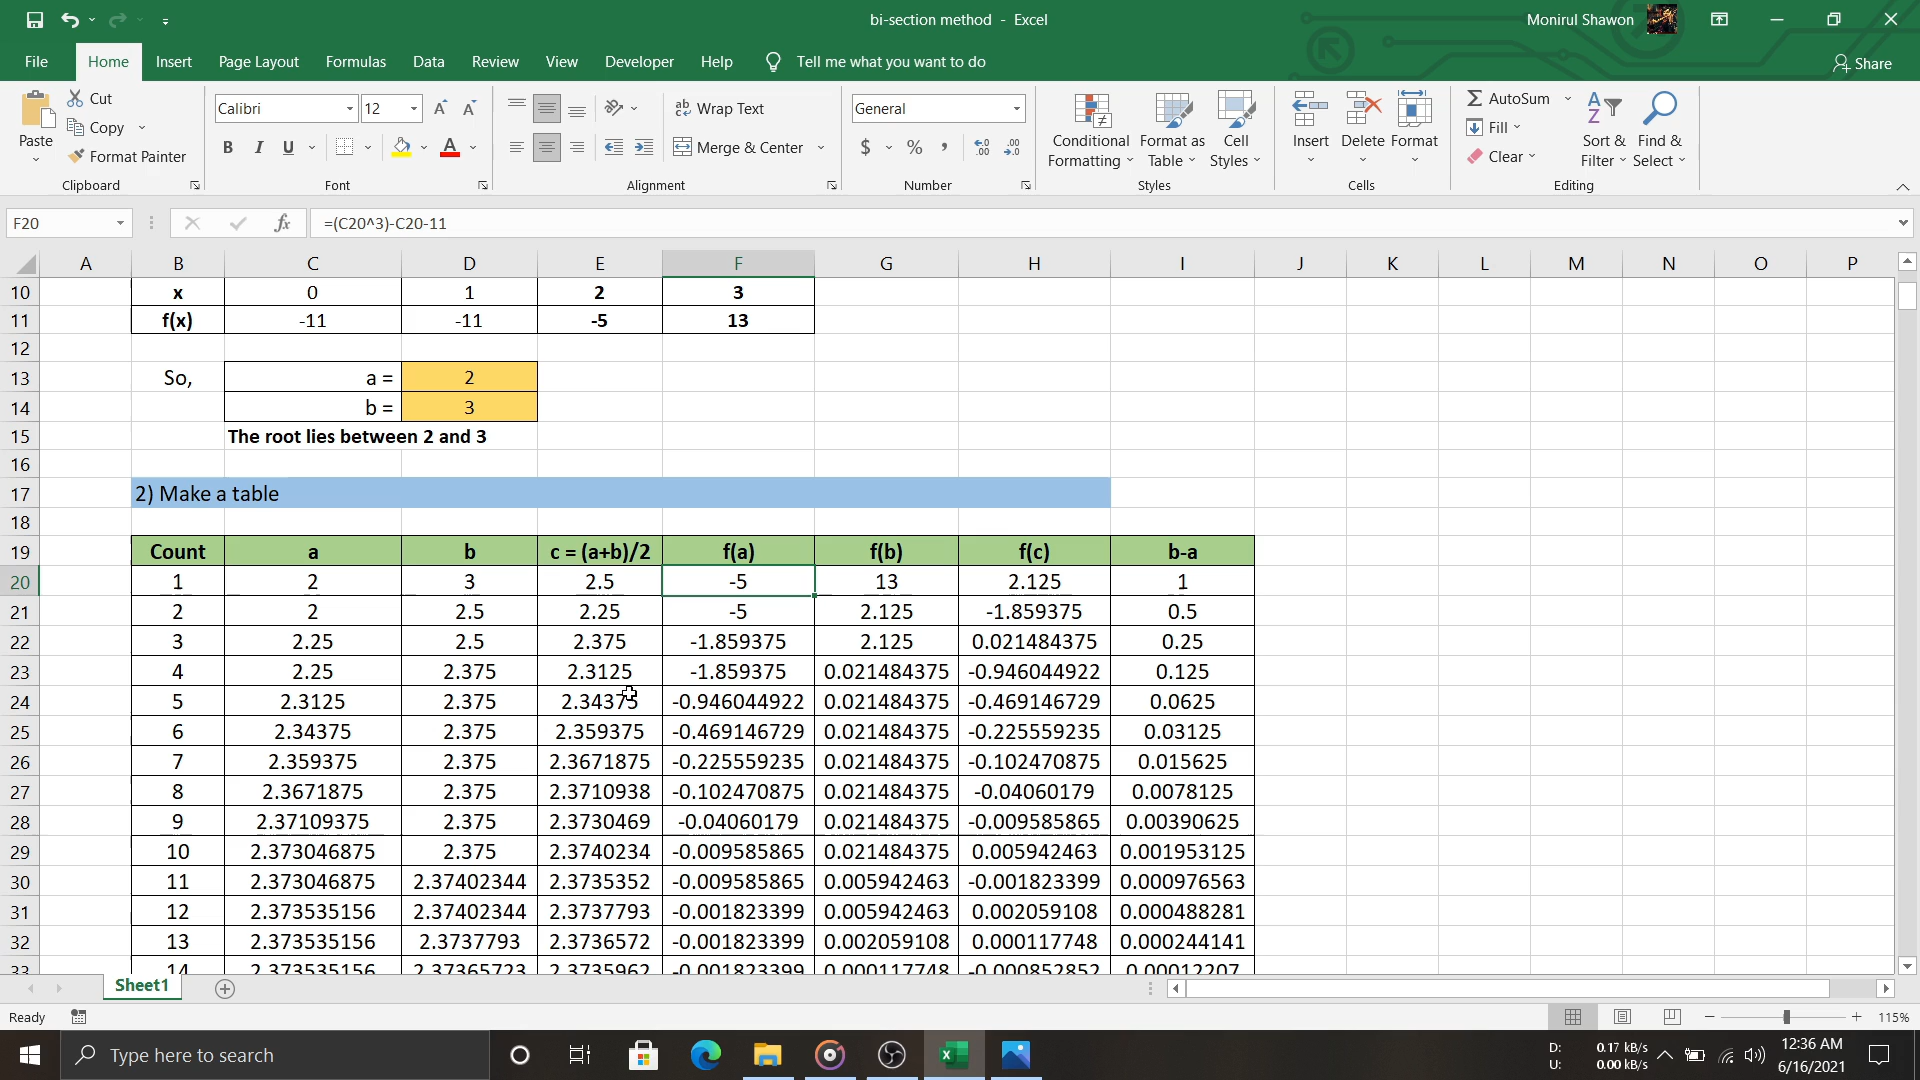 bi-section method - Excel
Monirul Shawon
File Home Insert Page Layout Formulas Data Review View Developer Help Tell me what you want to do
Share
Paste
Cut
Copy
Format Painter
Clipboard
Calibri 12
B I U
Font
Wrap Text
Merge & Center
Alignment
General
$ % ,
Number
Conditional Formatting
Format as Table
Cell Styles
Styles
Insert Delete Format
Cells
AutoSum
Fill
Clear
Sort & Filter
Find & Select
Editing
F20 fx =(C20^3)-C20-11
A B C D E F G H I J K L M N O P
10 x 0 1 2 3
11 f(x) -11 -11 -5 13
12
13 So, a = 2
14 b = 3
15 The root lies between 2 and 3
16
17 2) Make a table
18
19 Count a b c = (a+b)/2 f(a) f(b) f(c) b-a
20 1 2 3 2.5 -5 13 2.125 1
21 2 2 2.5 2.25 -5 2.125 -1.859375 0.5
22 3 2.25 2.5 2.375 -1.859375 2.125 0.021484375 0.25
23 4 2.25 2.375 2.3125 -1.859375 0.021484375 -0.946044922 0.125
24 5 2.3125 2.375 2.34375 -0.946044922 0.021484375 -0.469146729 0.0625
25 6 2.34375 2.375 2.359375 -0.469146729 0.021484375 -0.225559235 0.03125
26 7 2.359375 2.375 2.3671875 -0.225559235 0.021484375 -0.102470875 0.015625
27 8 2.3671875 2.375 2.3710938 -0.102470875 0.021484375 -0.04060179 0.0078125
28 9 2.37109375 2.375 2.3730469 -0.04060179 0.021484375 -0.009585865 0.00390625
29 10 2.373046875 2.375 2.3740234 -0.009585865 0.021484375 0.005942463 0.001953125
30 11 2.373046875 2.37402344 2.3735352 -0.009585865 0.005942463 -0.001823399 0.000976563
31 12 2.373535156 2.37402344 2.3737793 -0.001823399 0.005942463 0.002059108 0.000488281
32 13 2.373535156 2.3737793 2.3736572 -0.001823399 0.002059108 0.000117748 0.000244141
33 14 2.373535156 2.37365723 2.3735962 -0.001823399 0.000117748 -0.000852852 0.00012207
Sheet1
Ready
115%
Type here to search
D: 0.17 kB/s
U: 0.00 kB/s
12:36 AM
6/16/2021